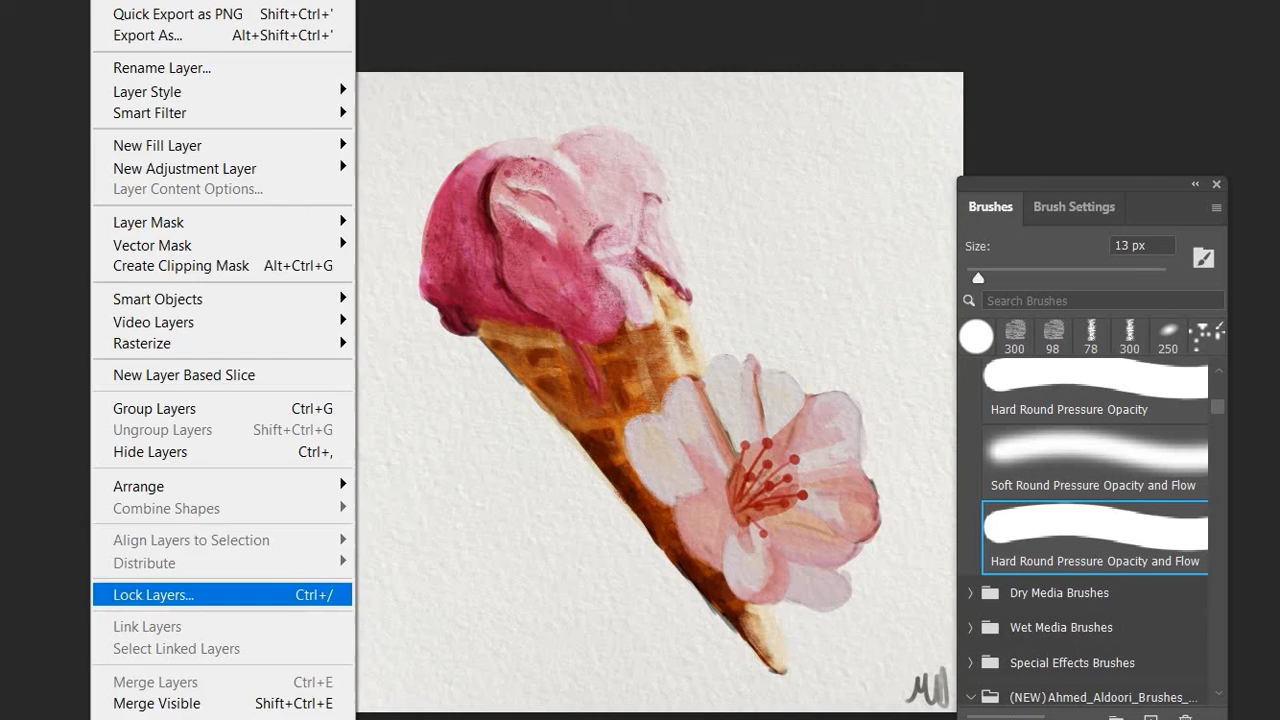 Quick Export as PNG Shift+Ctrl+'
Export As... Alt+Shift+Ctrl+'
Rename Layer...
Layer Style
Smart Filter
New Fill Layer
New Adjustment Layer
Layer Content Options...
Layer Mask
Vector Mask
Create Clipping Mask Alt+Ctrl+G
Smart Objects
Video Layers
Rasterize
New Layer Based Slice
Group Layers Ctrl+G
Ungroup Layers Shift+Ctrl+G
Hide Layers Ctrl+,
Arrange
Combine Shapes
Align Layers to Selection
Distribute
Lock Layers... Ctrl+/
Link Layers
Select Linked Layers
Merge Layers Ctrl+E
Merge Visible Shift+Ctrl+E
Brushes Brush Settings
Size: 13 px
Search Brushes
300 98 78 300 250
Hard Round Pressure Opacity
Soft Round Pressure Opacity and Flow
Hard Round Pressure Opacity and Flow
Dry Media Brushes
Wet Media Brushes
Special Effects Brushes
(NEW) Ahmed_Aldoori_Brushes_...